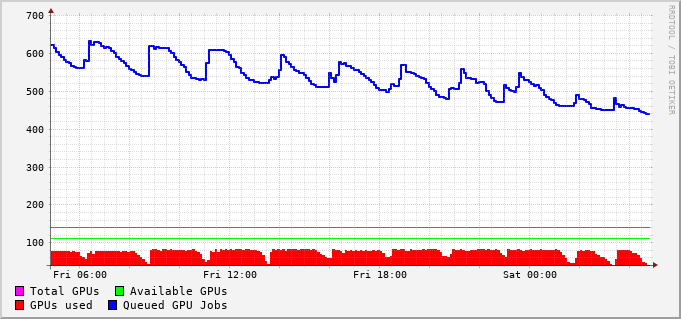 700
600
500
400
300
200
100
Fri 06:00 Fri 12:00 Fri 18:00 Sat 00:00
Total GPUs Available GPUs
GPUs used Queued GPU Jobs
RRDTOOL / TOBI OETIKER